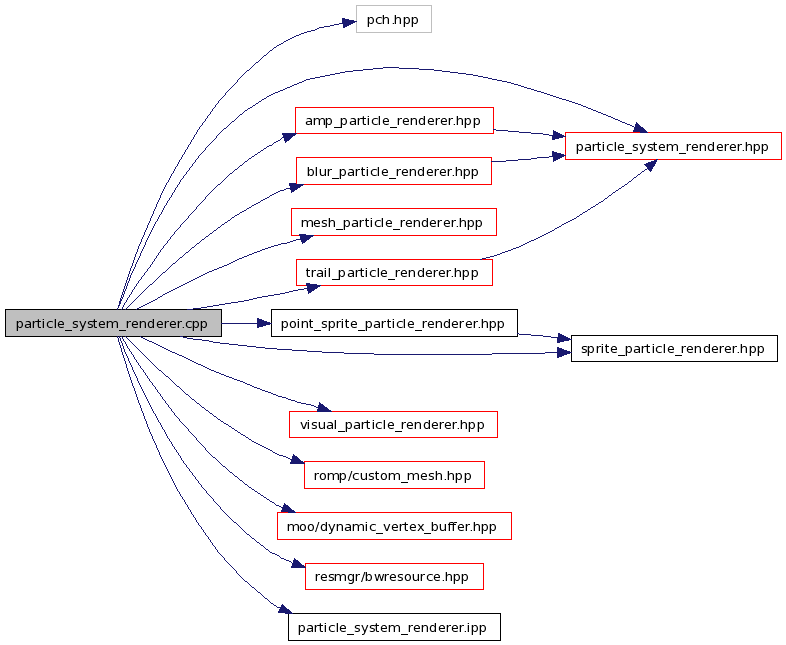 pch.hpp
amp_particle_renderer.hpp
particle_system_renderer.hpp
blur_particle_renderer.hpp
mesh_particle_renderer.hpp
trail_particle_renderer.hpp
particle_system_renderer.cpp
point_sprite_particle_renderer.hpp
sprite_particle_renderer.hpp
visual_particle_renderer.hpp
romp/custom_mesh.hpp
moo/dynamic_vertex_buffer.hpp
resmgr/bwresource.hpp
particle_system_renderer.ipp